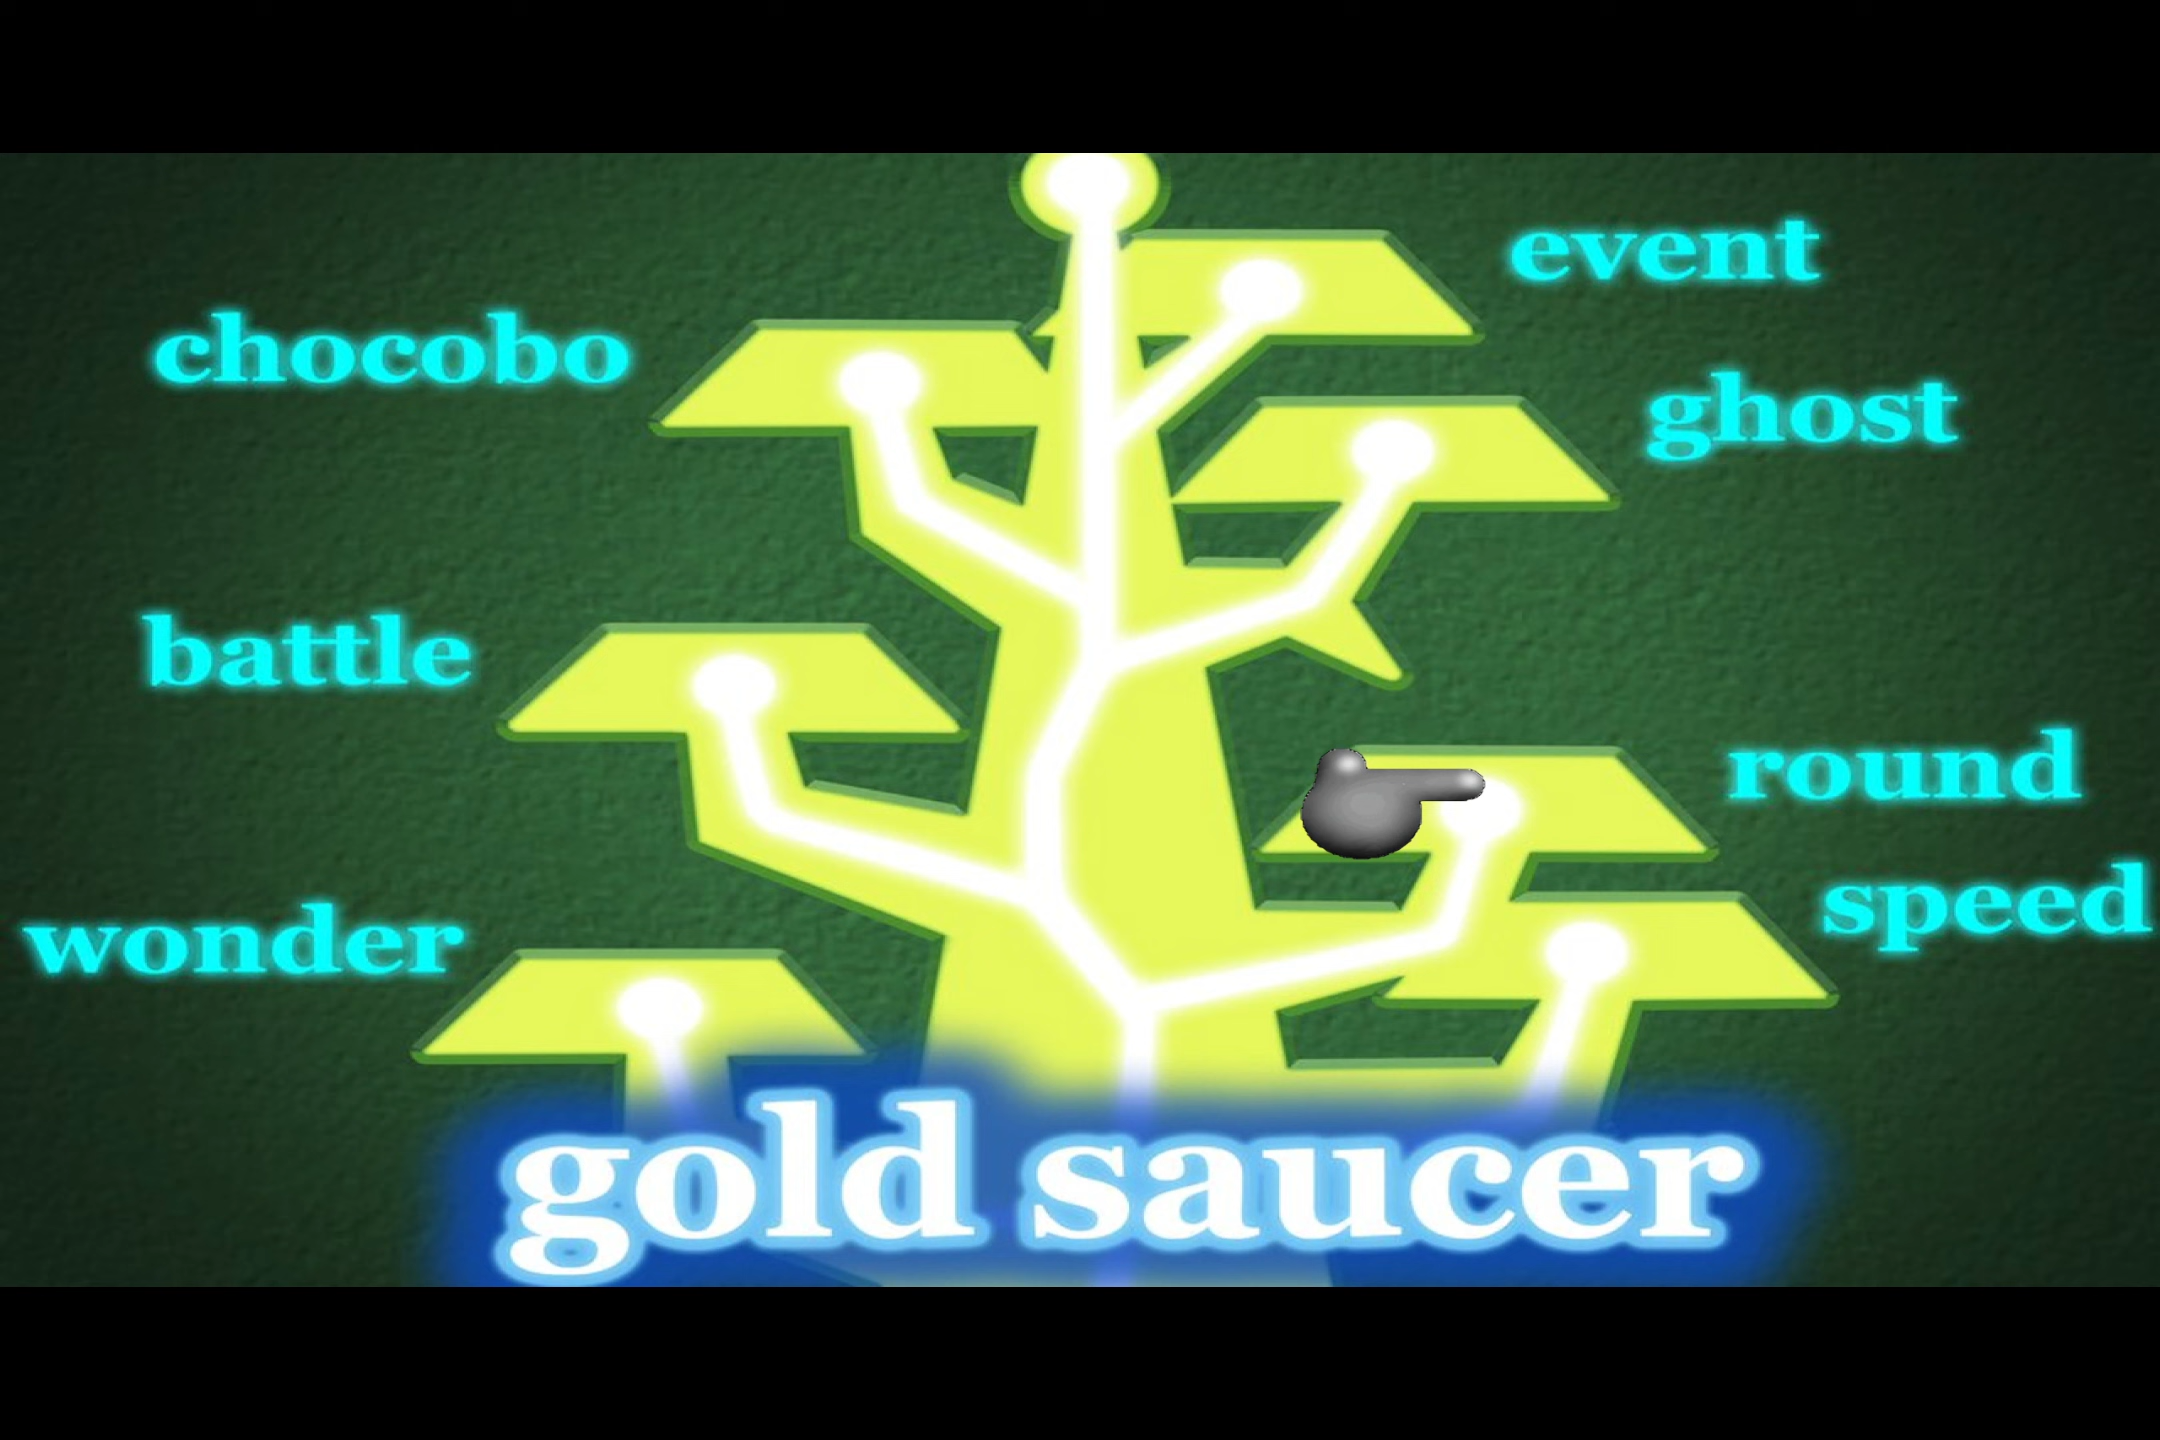 event
chocobo
ghost
battle
round
speed
wonder
gold saucer